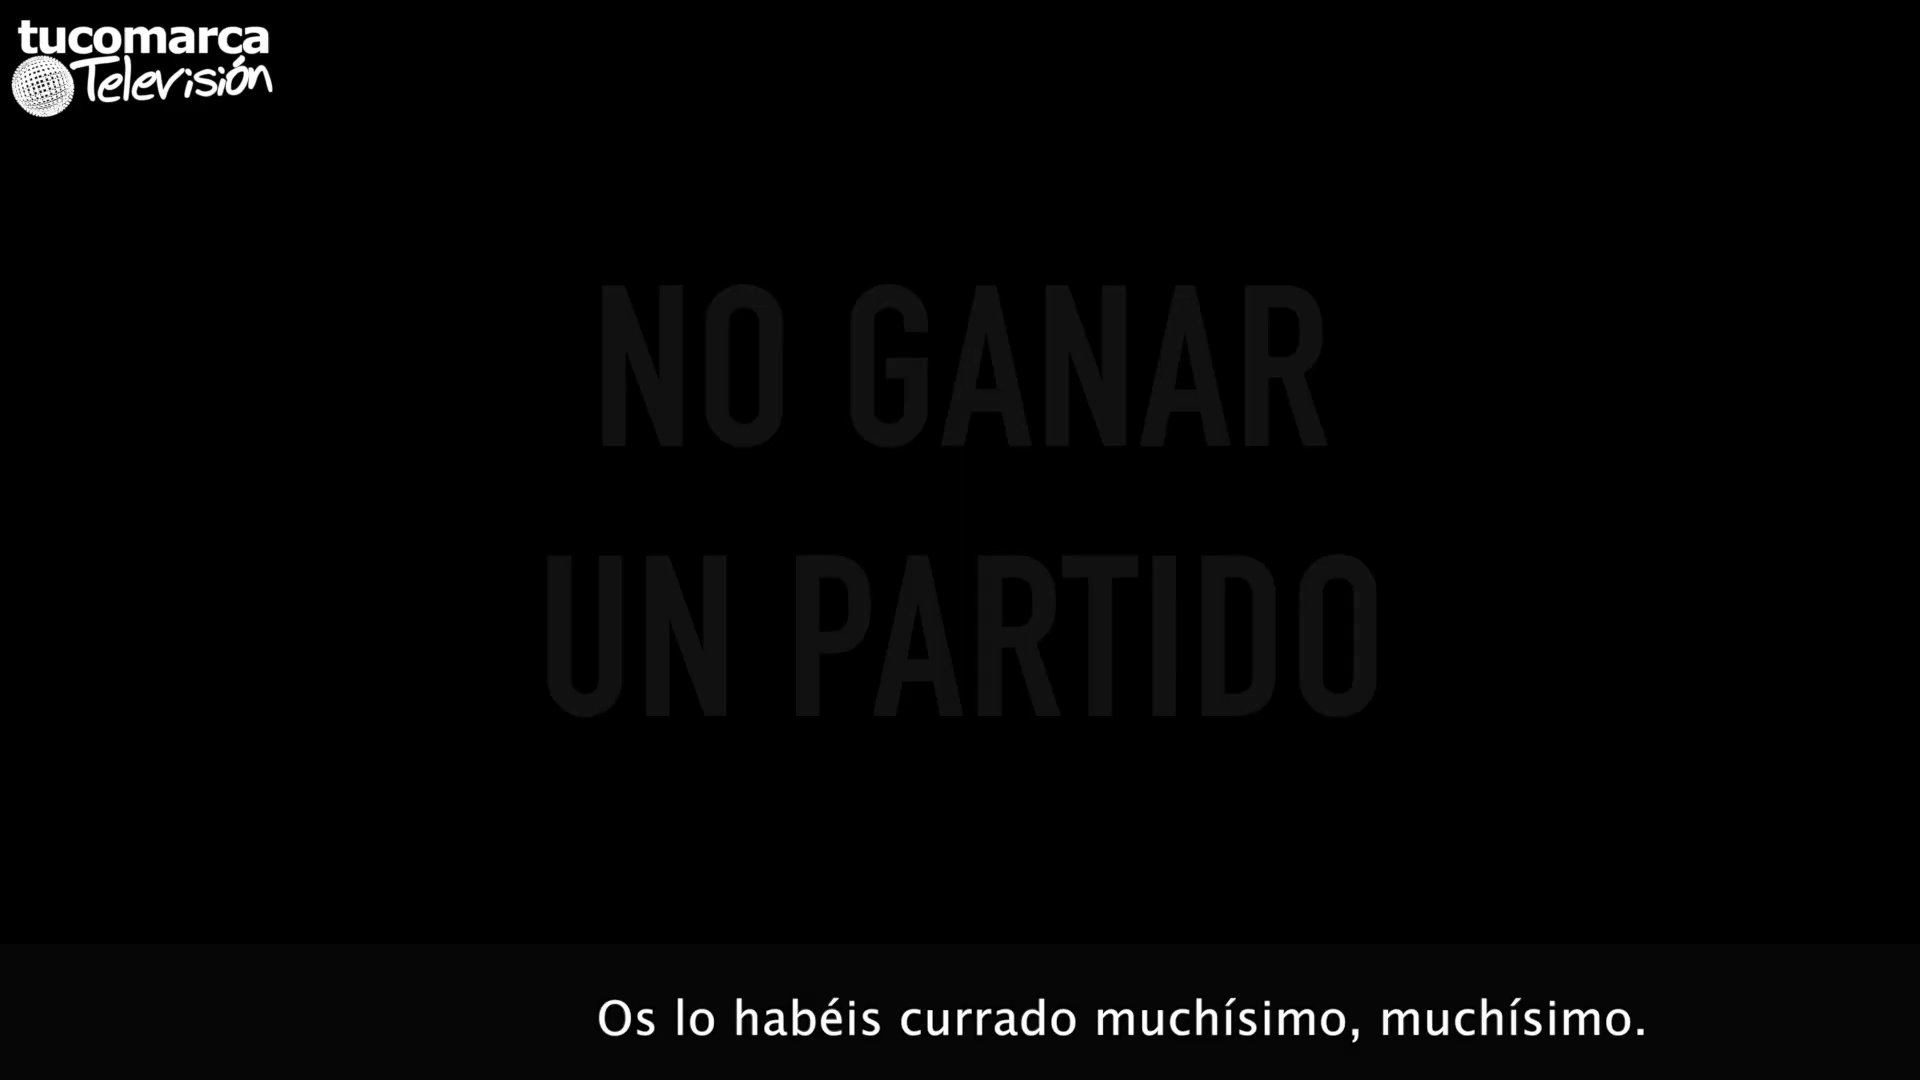 tucomarca
Televisión
NO GANAR
UN PARTIDO
Os lo habéis currado muchísimo, muchísimo.